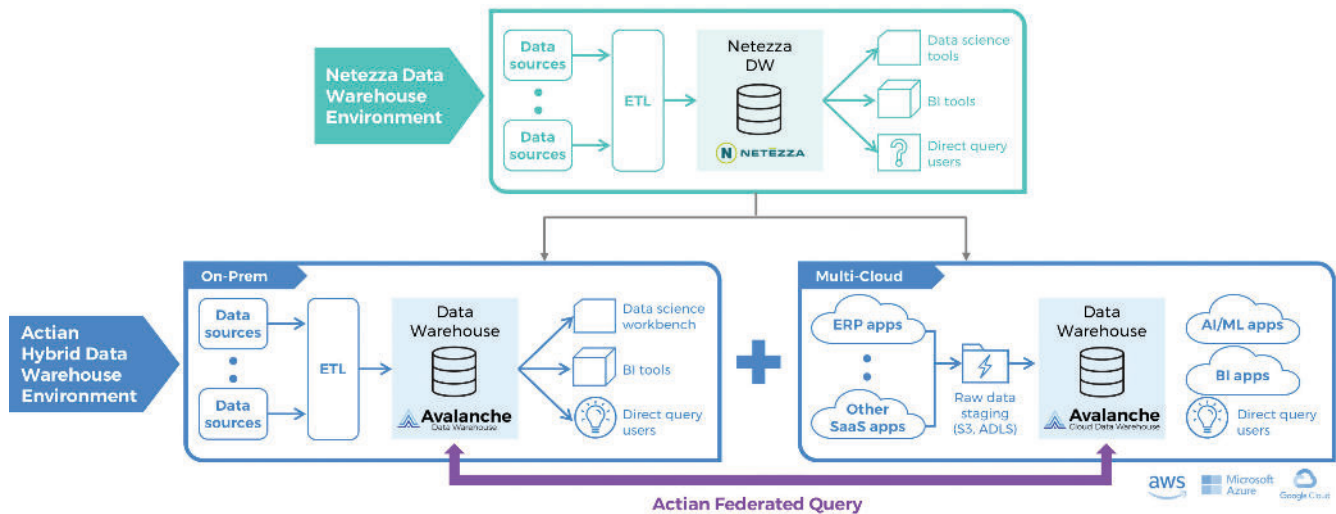 Netezza Data
Warehouse
Environment
Data
sources
Data
sources
ETL
Netezza
DW
N NETEZZA
Data science
tools
BI tools
?
Direct query
users
Actian
Hybrid Data
Warehouse
Environment
On-Prem
Data
sources
Data
sources
ETL
Data
Warehouse
Avalanche
Data Warehouse
Data science
workbench
BI tools
Direct query
users
Multi-Cloud
ERP apps
Other
SaaS apps
Raw data
staging
(S3, ADLS)
Data
Warehouse
Avalanche
Cloud Data Warehouse
AI/ML apps
BI apps
Direct query
users
Actian Federated Query
aws
Microsoft
Azure
Google Cloud